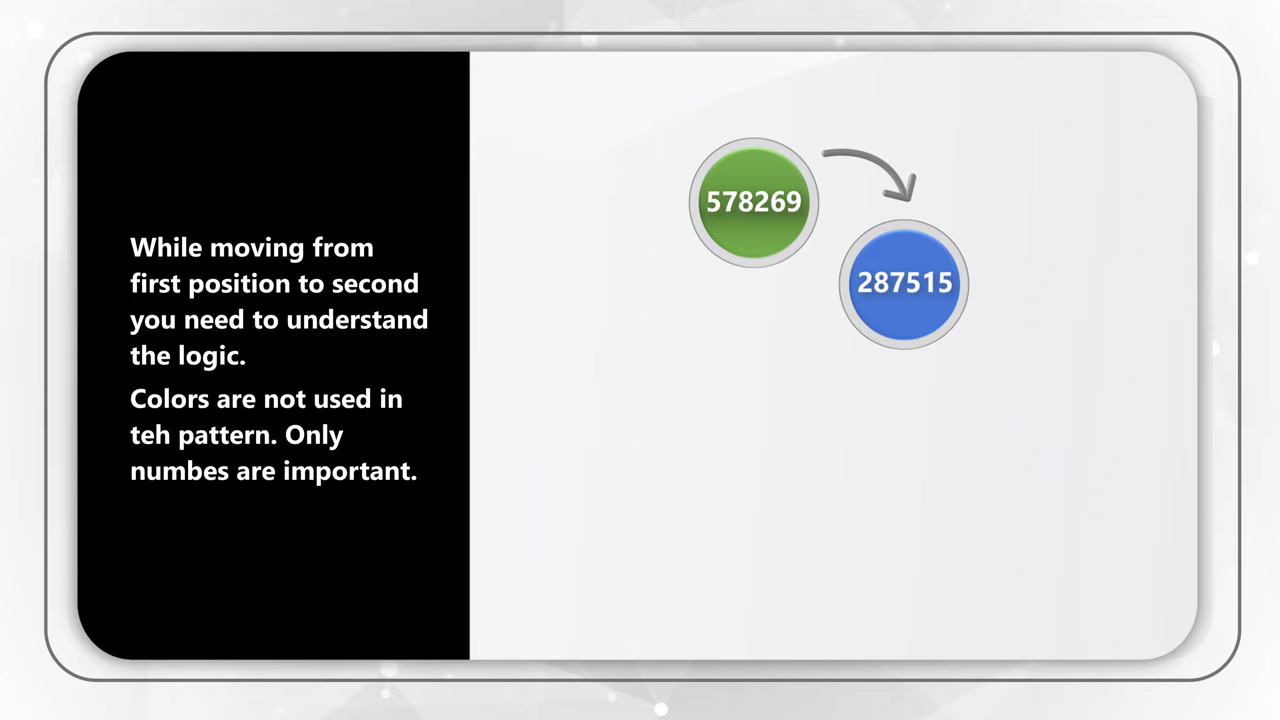 While moving from
first position to second
you need to understand
the logic.
Colors are not used in
teh pattern. Only
numbes are important.
578269
287515